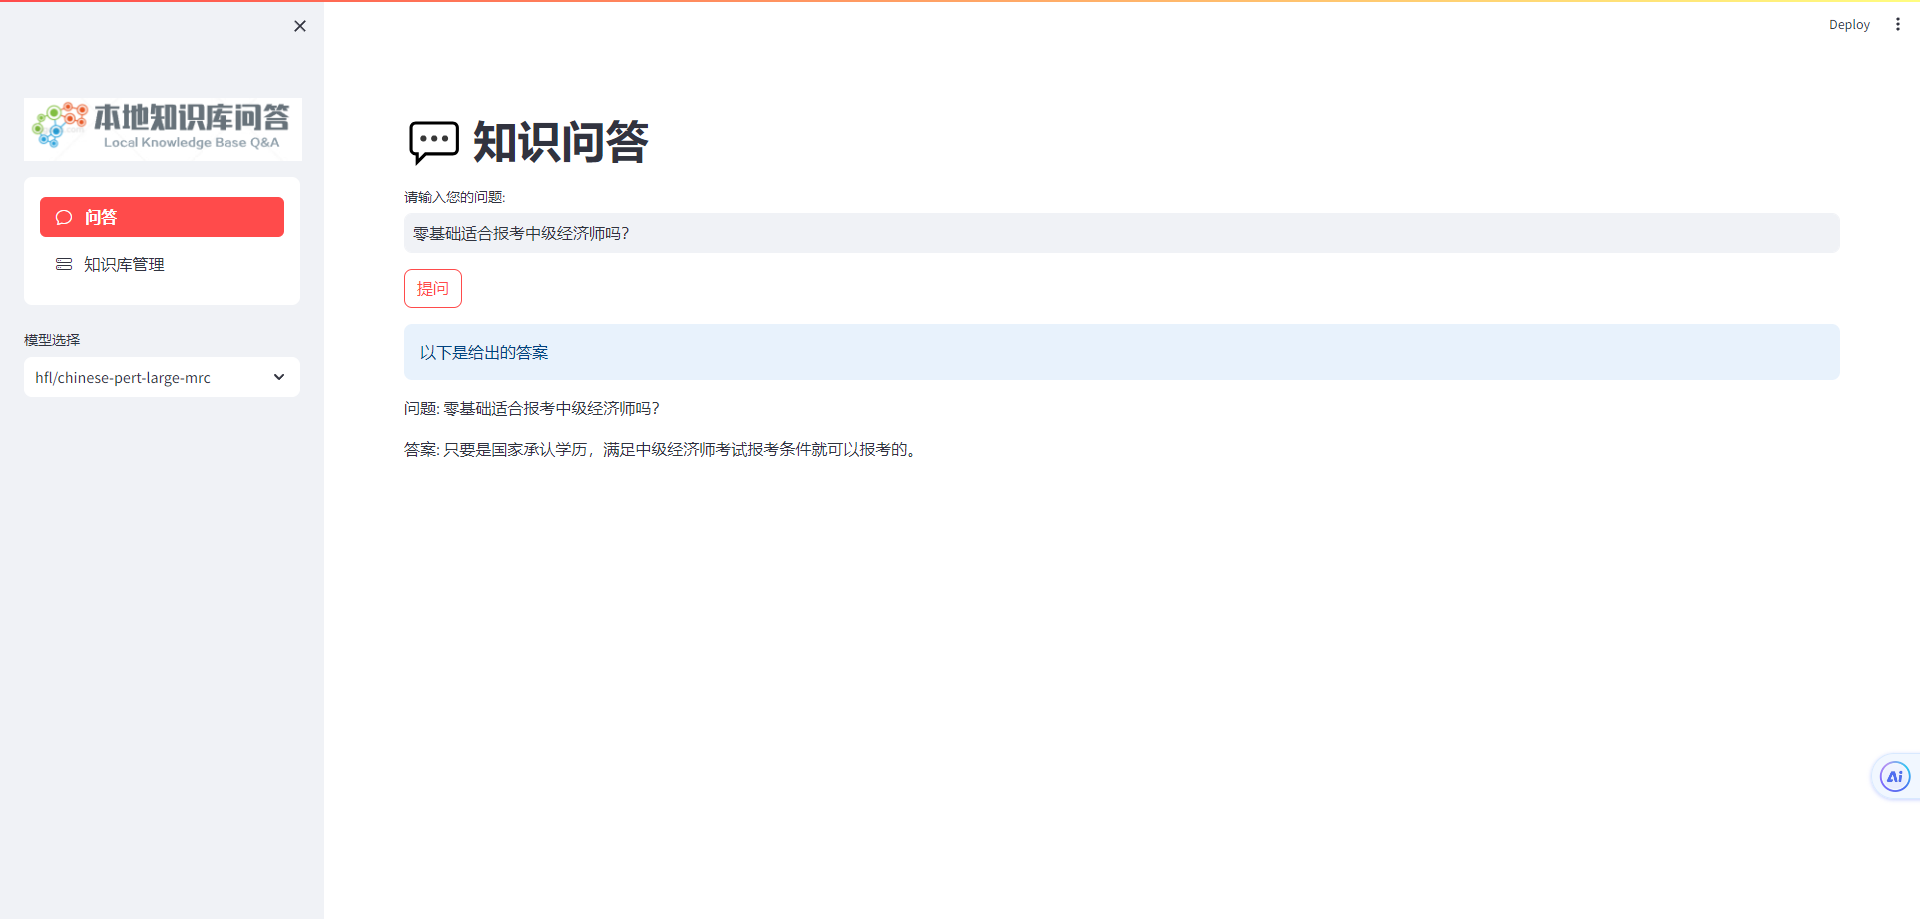 Deploy
本地知识库问答
Local Knowledge Base Q&A
问答
知识库管理
模型选择
hfl/chinese-pert-large-mrc
知识问答
请输入您的问题:
零基础适合报考中级经济师吗？
提问
以下是给出的答案
问题: 零基础适合报考中级经济师吗？
答案: 只要是国家承认学历，满足中级经济师考试报考条件就可以报考的。
Ai